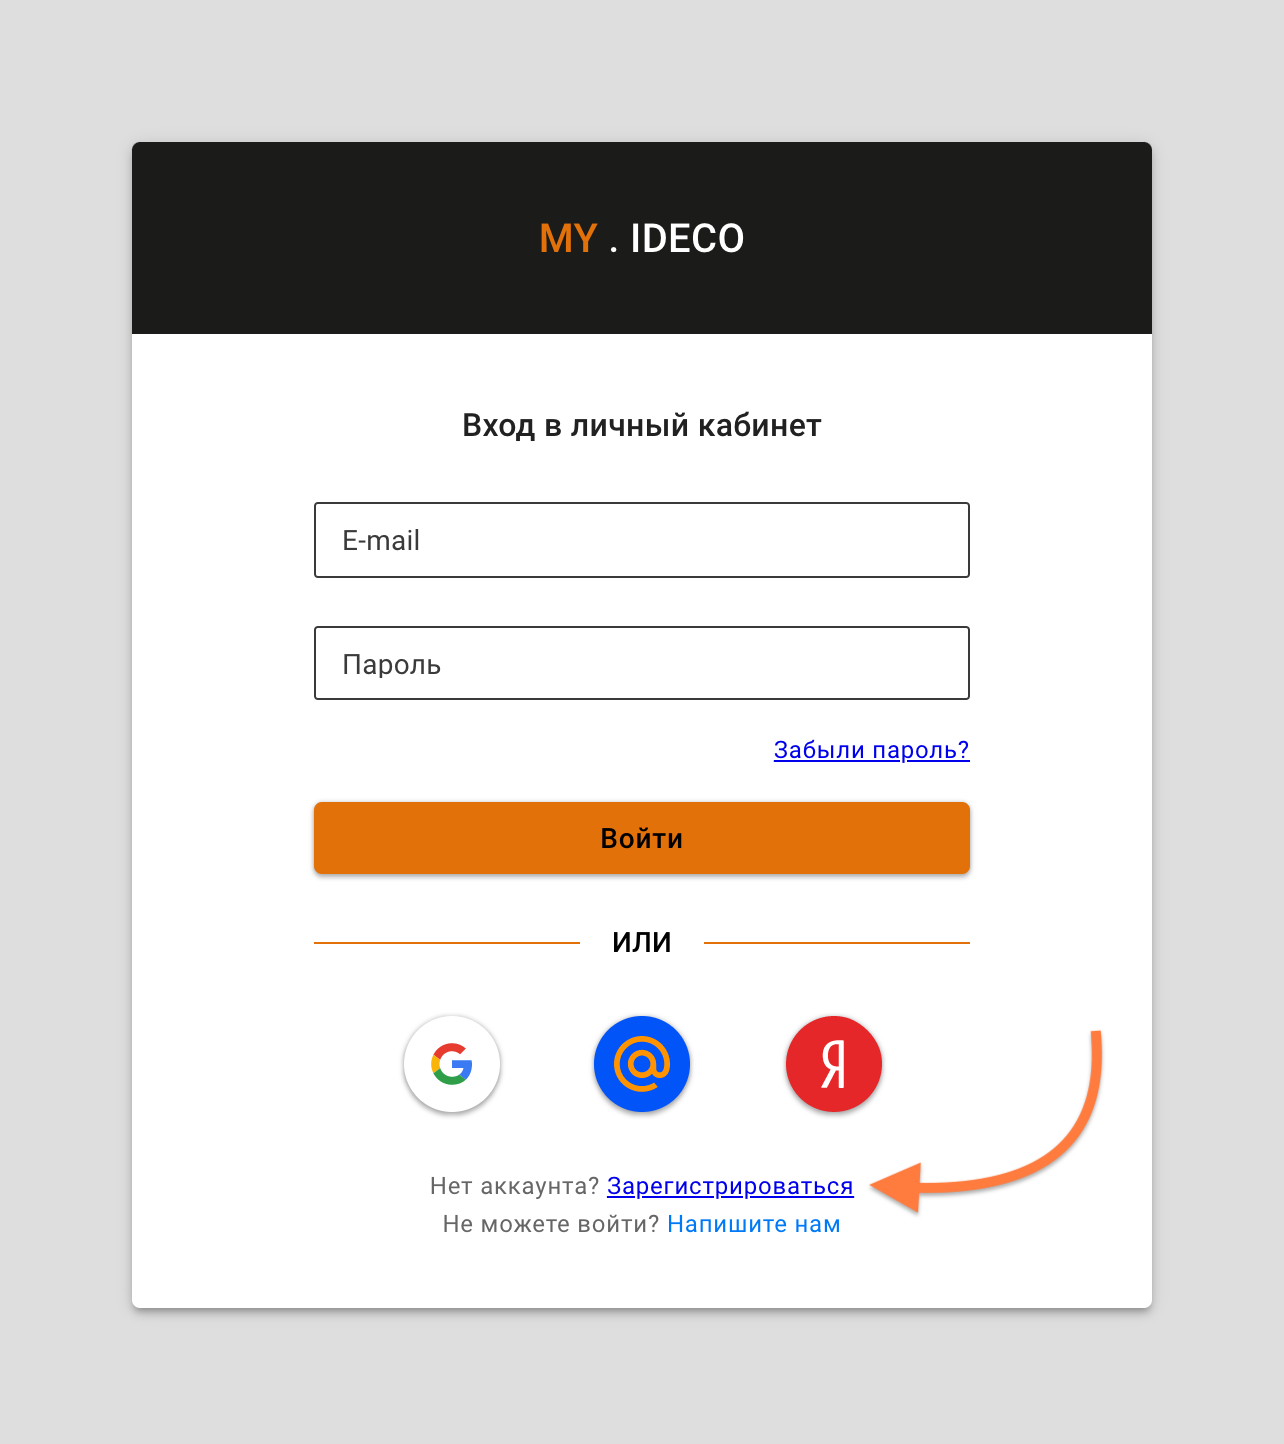 MY . IDECO
Вход в личный кабинет
E-mail
Пароль
Забыли пароль?
Войти
ИЛИ
G @ Я
Нет аккаунта? Зарегистрироваться
Не можете войти? Напишите нам